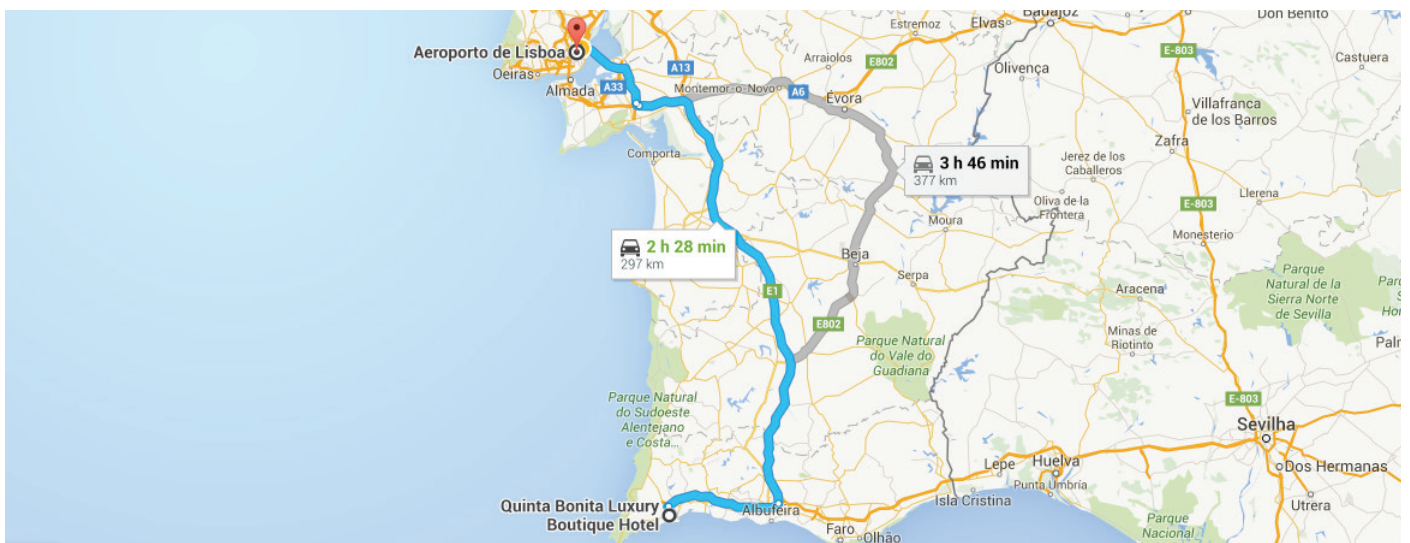 Badajoz
Don Benito
Estremoz
Elvas
Aeroporto de Lisboa
E-803
Castuera
Oeiras
Almada
A33
A13
Arraiolos
E802
Olivença
Montemor-o-Novo
A6
Évora
Villafranca
de los Barros
Zafra
Comporta
3 h 46 min
377 km
Jerez de los
Caballeros
Llerena
Oliva de la
Frontera
E-803
Moura
Monesterio
2 h 28 min
297 km
Beja
Serpa
Parque
Natural de la
Sierra Norte
de Sevilla
Aracena
E1
E802
Minas de
Riotinto
Parque Natural
do Vale do
Guadiana
Parque Natural
do Sudoeste
Alentejano
e Costa...
E-803
Sevilha
Dos Hermanas
Utrera
Lepe
Huelva
Punta Umbría
Isla Cristina
Quinta Bonita Luxury
Boutique Hotel
Albufeira
Faro
Olhão
Parque
Nacional